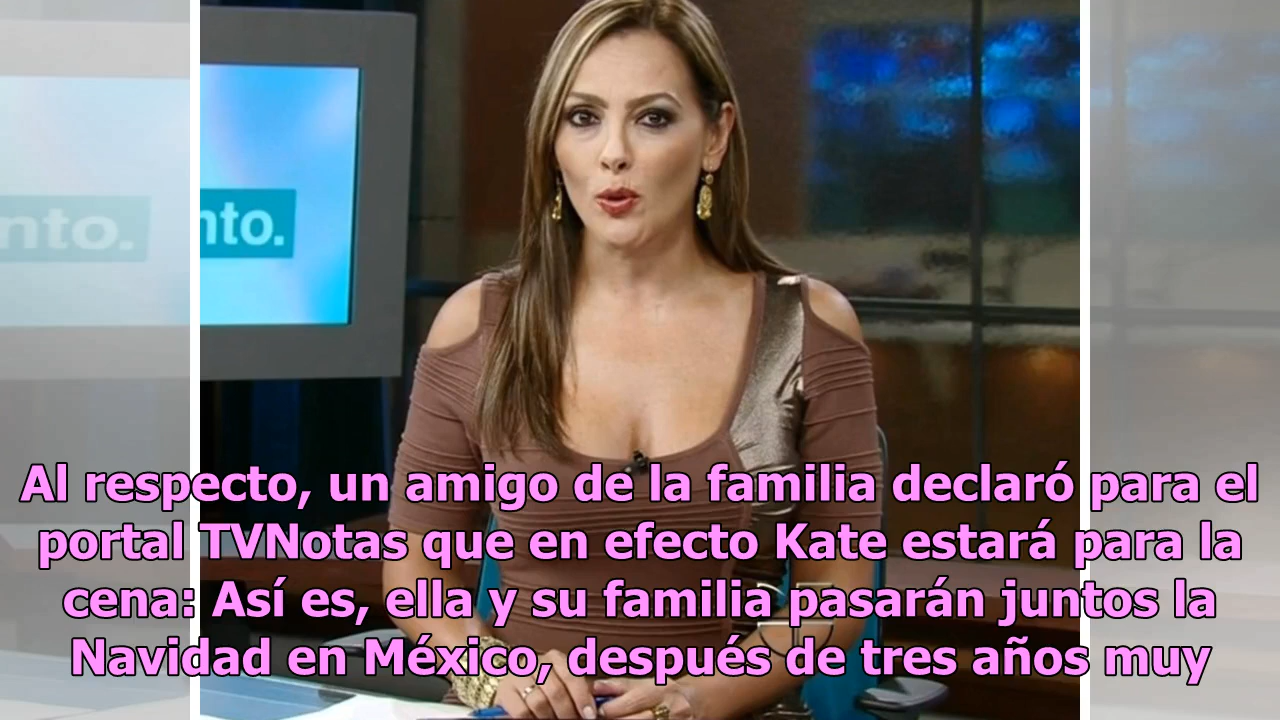 nto.
nto.
Al respecto, un amigo de la familia declaró para el
portal TVNotas que en efecto Kate estará para la
cena: Así es, ella y su familia pasarán juntos la
Navidad en México, después de tres años muy